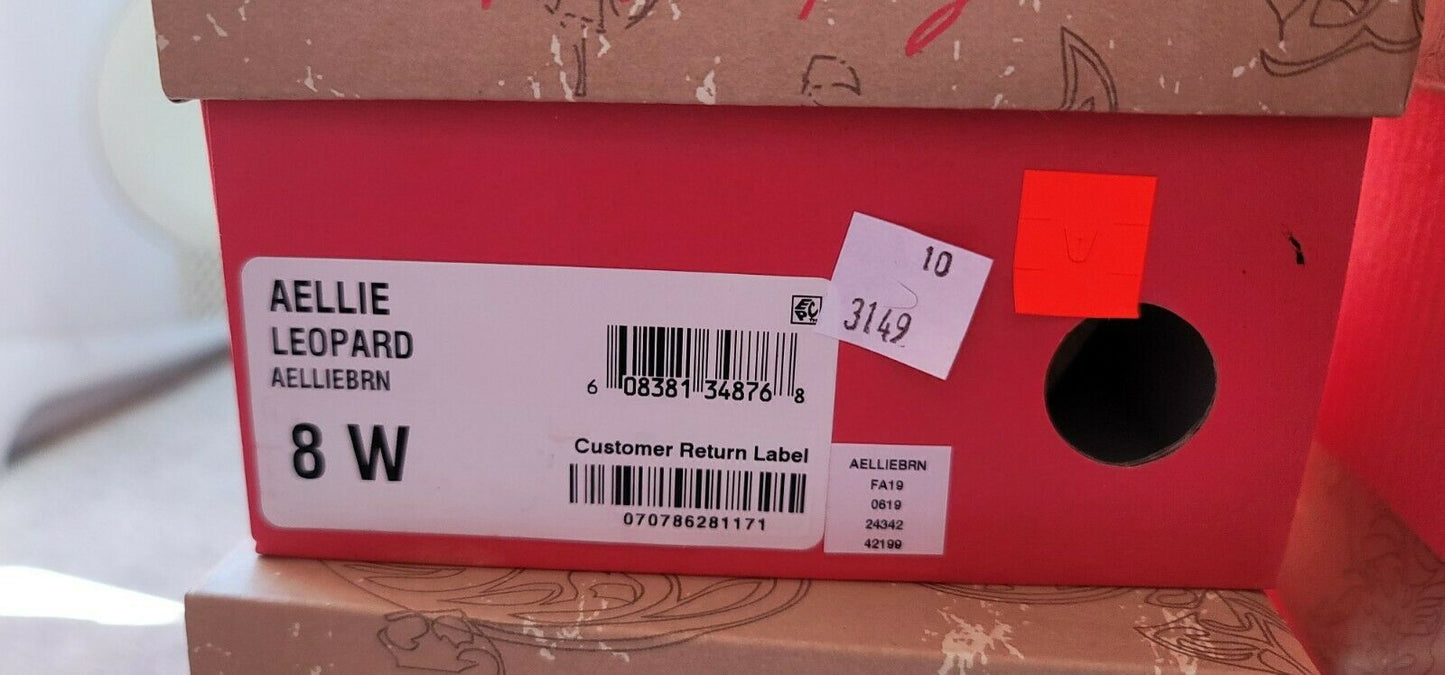 AELLIE
LEOPARD
AELLIEBRN
8 W
6 08381 34876 8
Customer Return Label
070786281171
10
3149
AELLIEBRN
FA19
0619
24342
42199